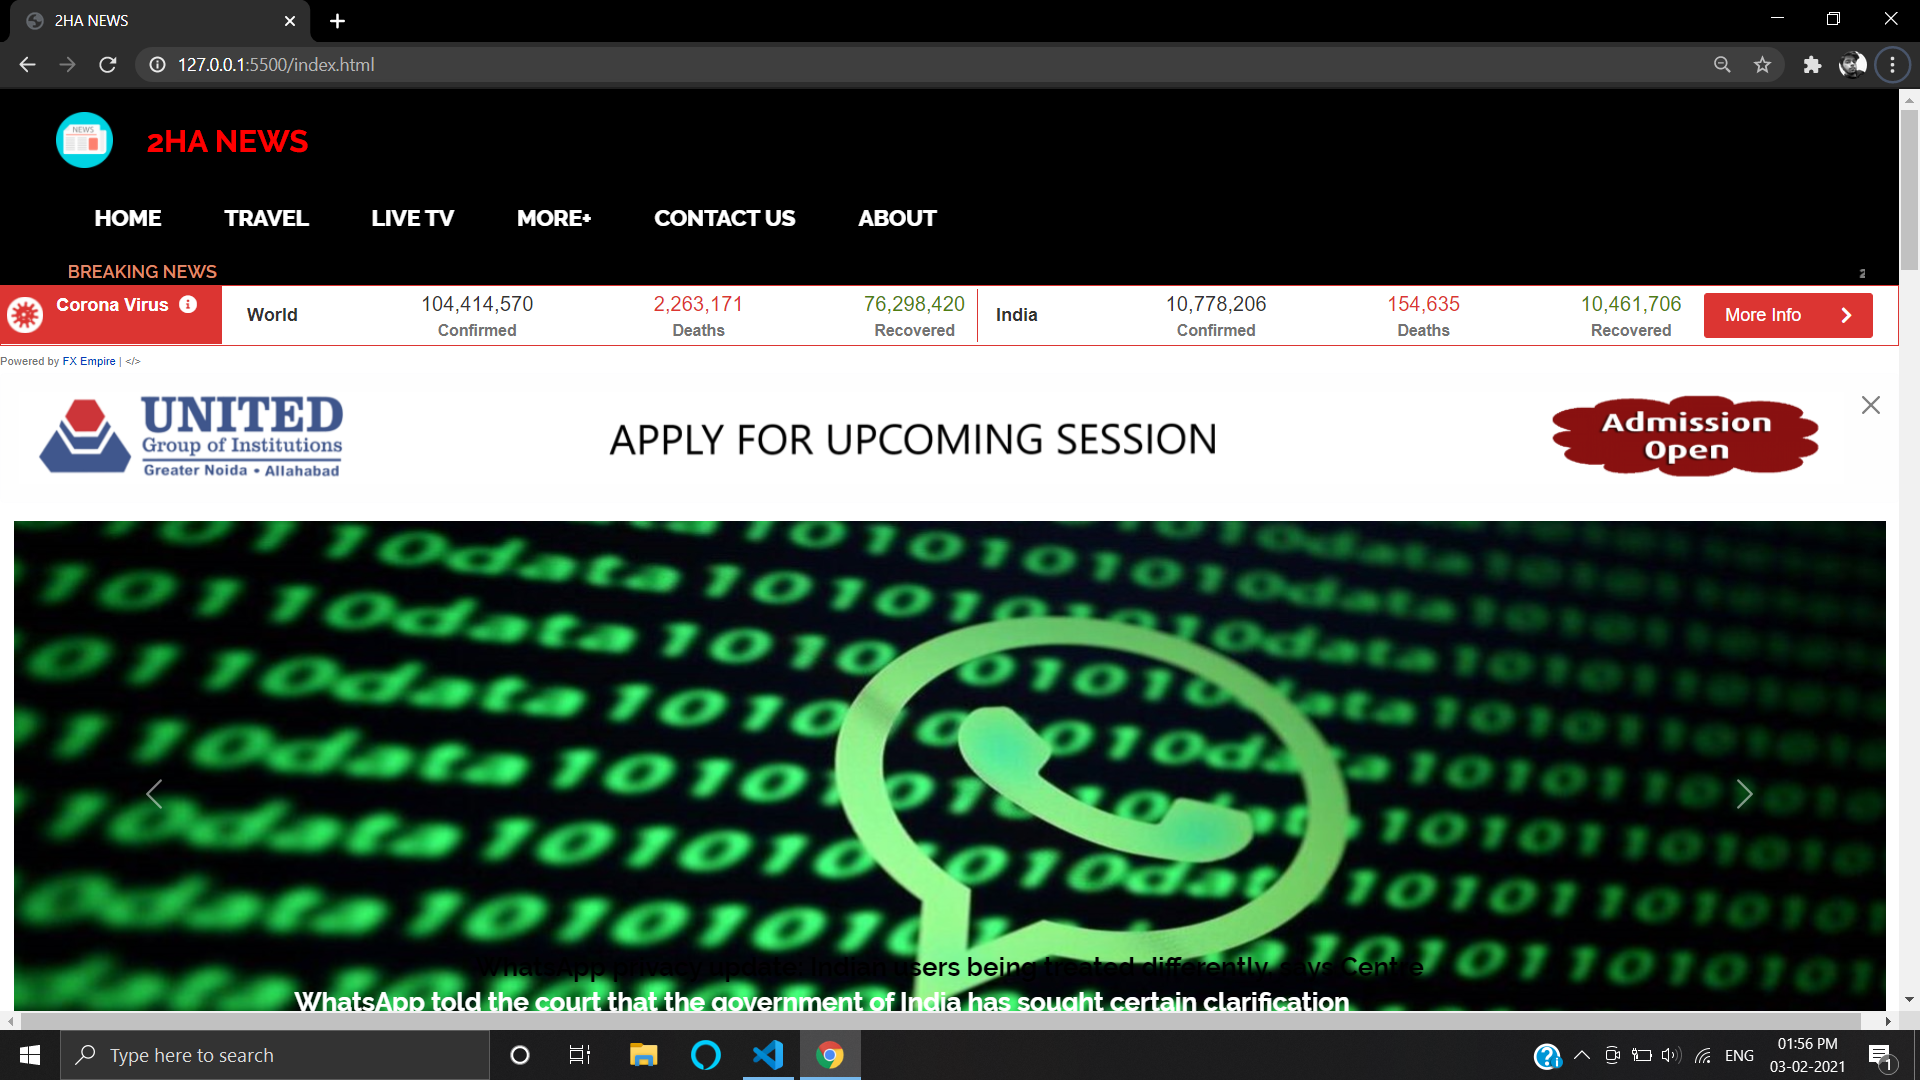 2HA NEWS
127.0.0.1:5500/index.html
NEWS
2HA NEWS
HOME TRAVEL LIVE TV MORE+ CONTACT US ABOUT
BREAKING NEWS
Corona Virus
World
104,414,570 2,263,171 76,298,420
Confirmed Deaths Recovered
India
10,778,206 154,635 10,461,706
Confirmed Deaths Recovered
More Info
Powered by FX Empire | </>
UNITED
Group of Institutions
Greater Noida • Allahabad
APPLY FOR UPCOMING SESSION
Admission
Open
WhatsApp privacy update: Indian users being treated differently, says Centre
WhatsApp told the court that the government of India has sought certain clarification
Type here to search
ENG
01:56 PM
03-02-2021
1